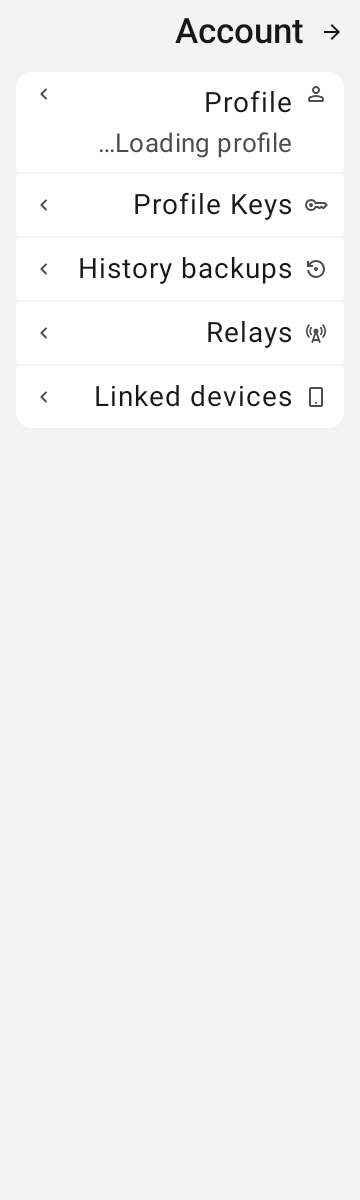 Account
Profile
Loading profile…
Profile Keys
History backups
Relays
Linked devices